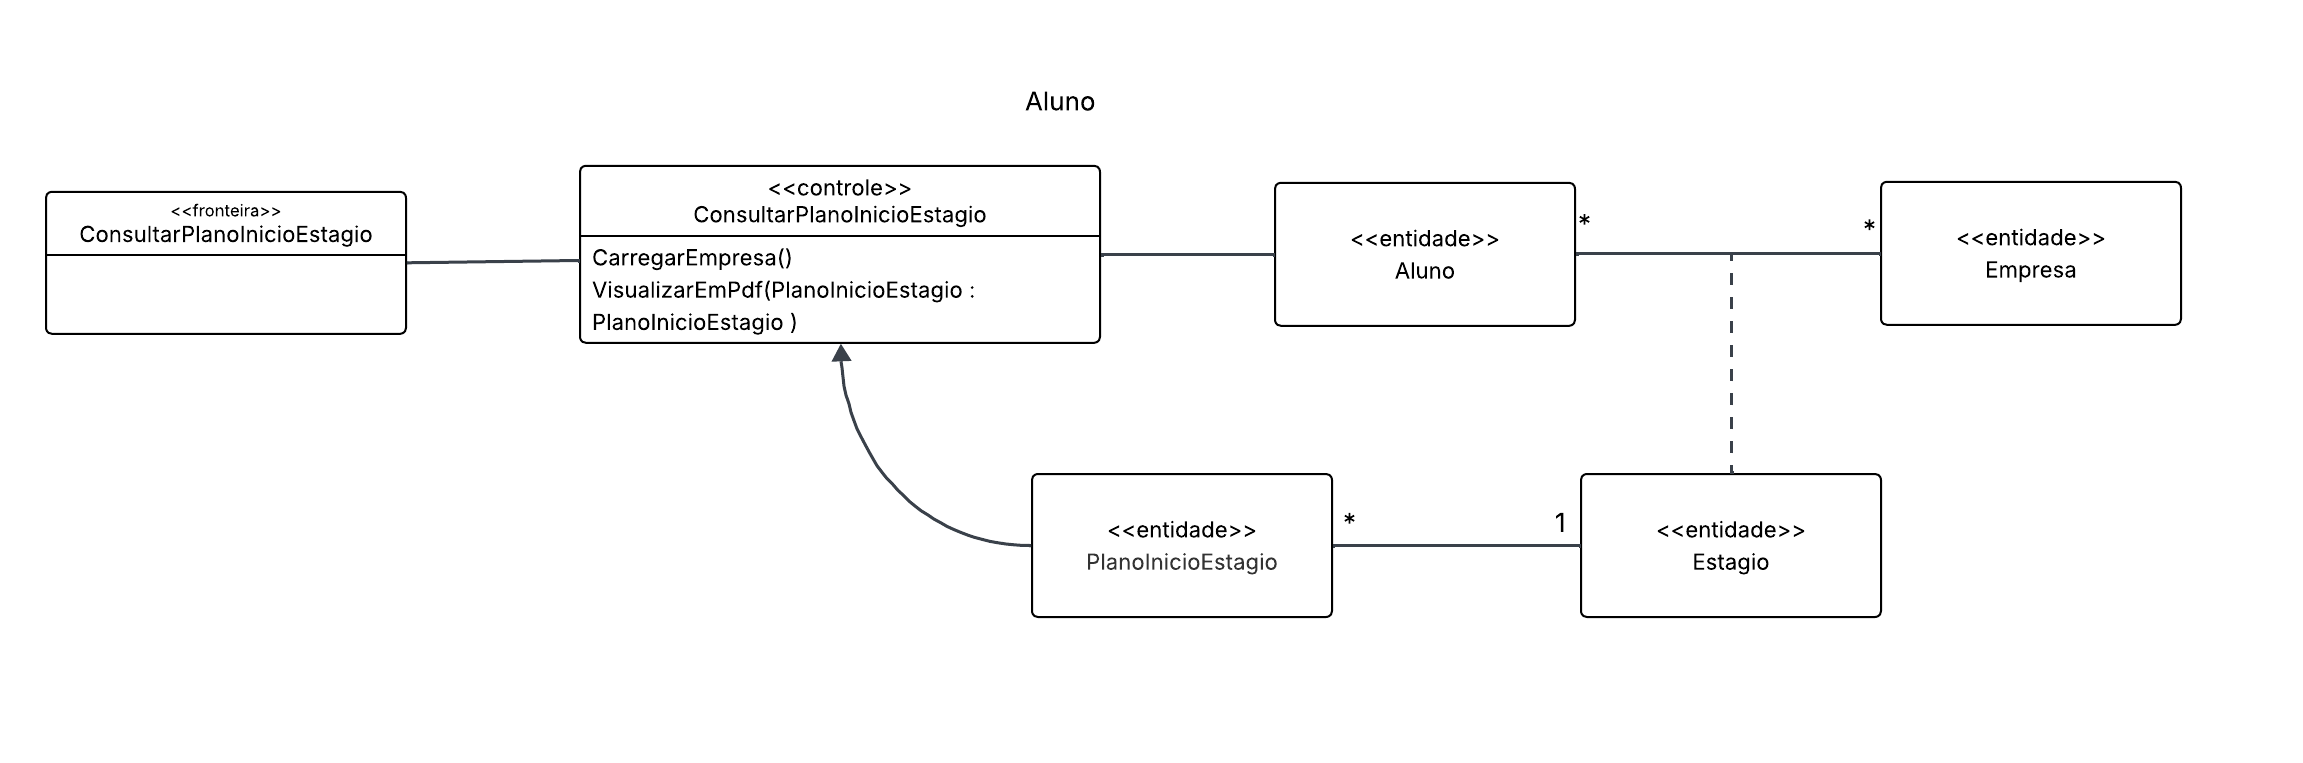 Aluno
<<fronteira>>
ConsultarPlanoInicioEstagio
<<controle>>
ConsultarPlanoInicioEstagio
CarregarEmpresa()
VisualizarEmPdf(PlanoInicioEstagio :
PlanoInicioEstagio )
<<entidade>>
Aluno
*
*
<<entidade>>
Empresa
<<entidade>>
PlanoInicioEstagio
*
1
<<entidade>>
Estagio